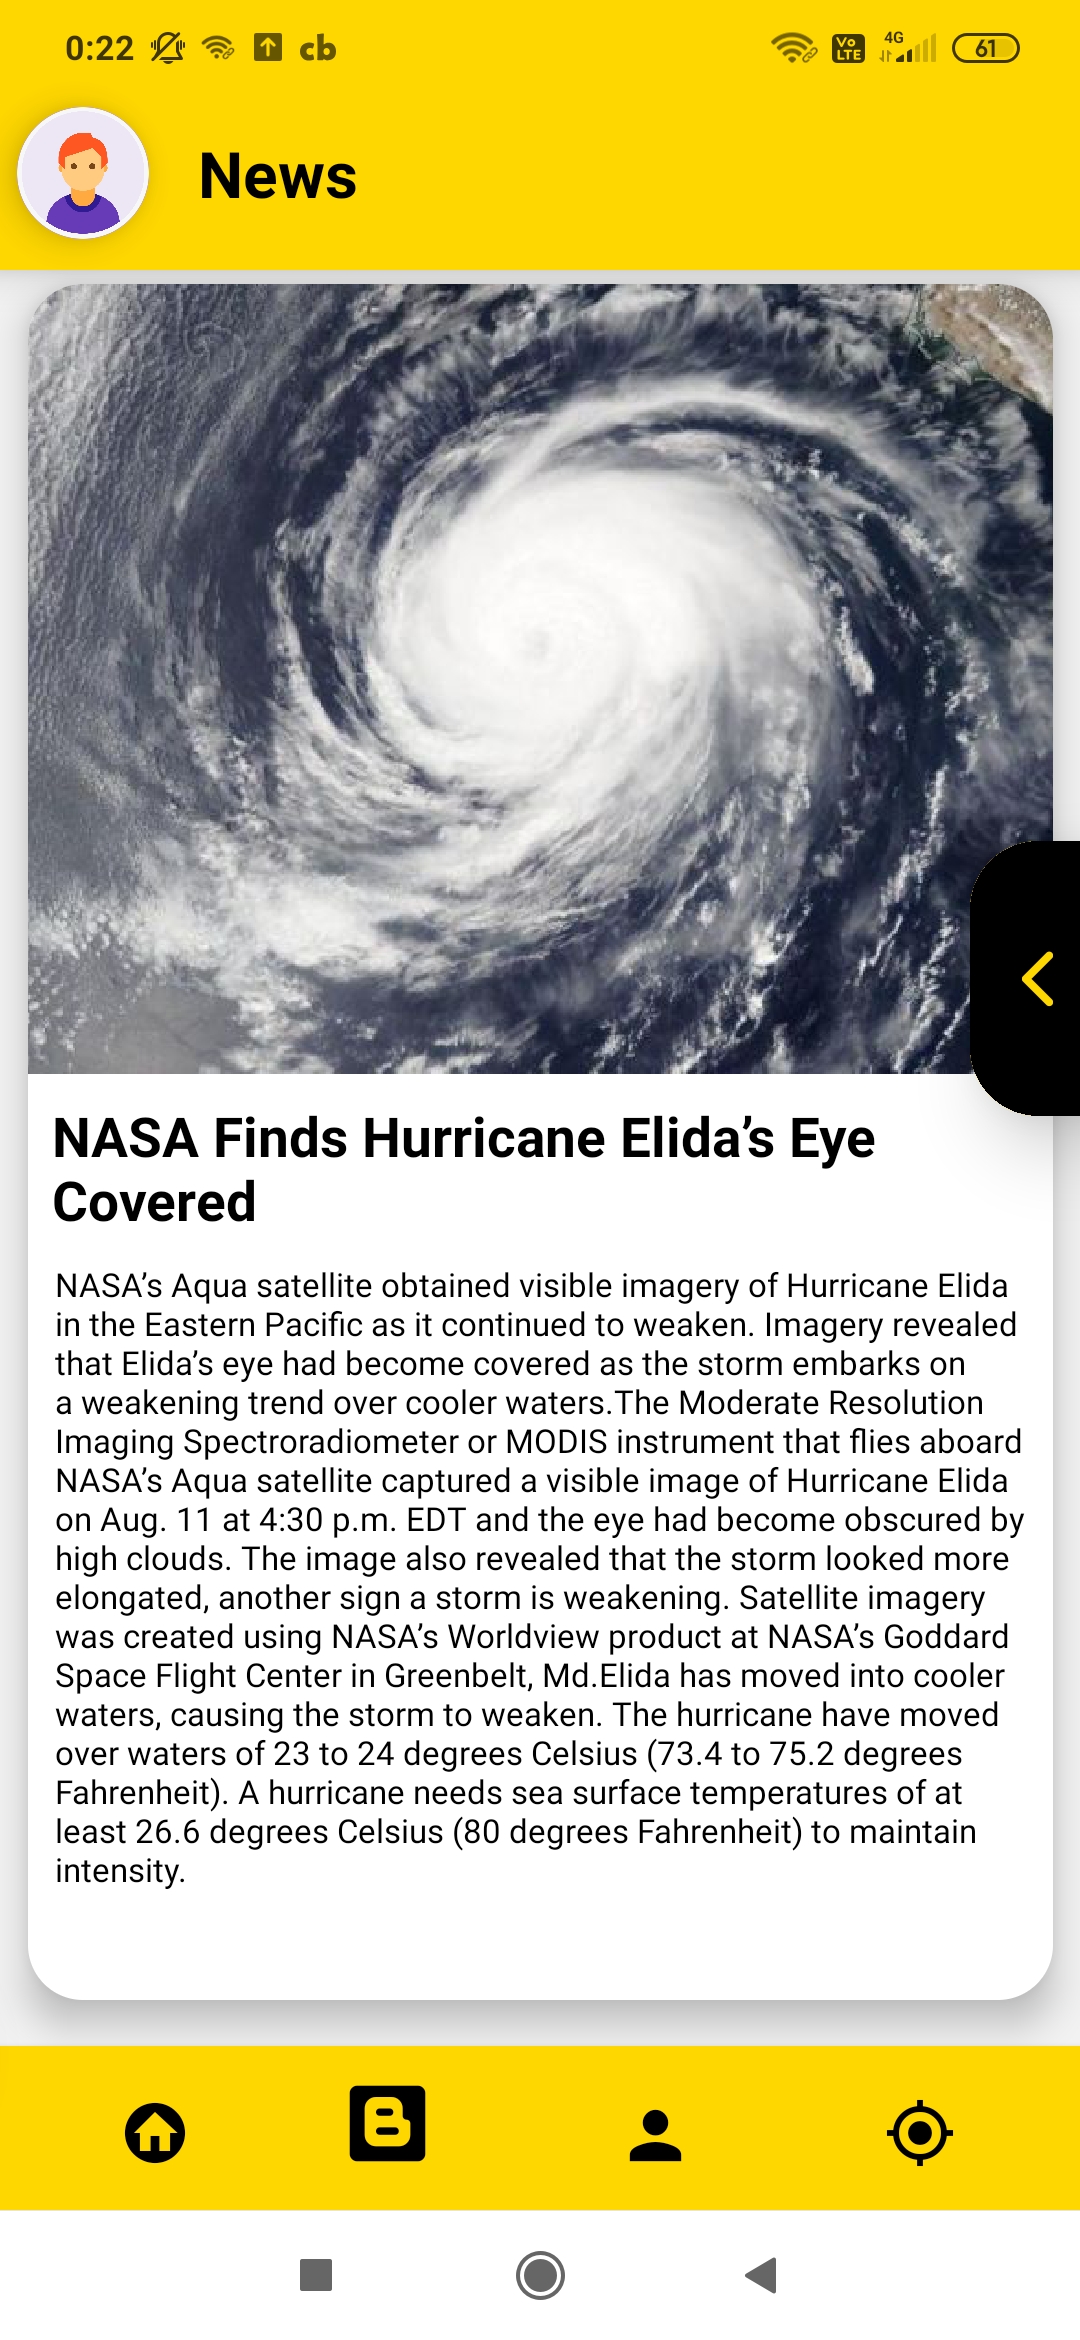 0:22 cb Vo LTE 4G 61
News
NASA Finds Hurricane Elida’s Eye
Covered
NASA’s Aqua satellite obtained visible imagery of Hurricane Elida
in the Eastern Pacific as it continued to weaken. Imagery revealed
that Elida’s eye had become covered as the storm embarks on
a weakening trend over cooler waters.The Moderate Resolution
Imaging Spectroradiometer or MODIS instrument that flies aboard
NASA’s Aqua satellite captured a visible image of Hurricane Elida
on Aug. 11 at 4:30 p.m. EDT and the eye had become obscured by
high clouds. The image also revealed that the storm looked more
elongated, another sign a storm is weakening. Satellite imagery
was created using NASA’s Worldview product at NASA’s Goddard
Space Flight Center in Greenbelt, Md.Elida has moved into cooler
waters, causing the storm to weaken. The hurricane have moved
over waters of 23 to 24 degrees Celsius (73.4 to 75.2 degrees
Fahrenheit). A hurricane needs sea surface temperatures of at
least 26.6 degrees Celsius (80 degrees Fahrenheit) to maintain
intensity.